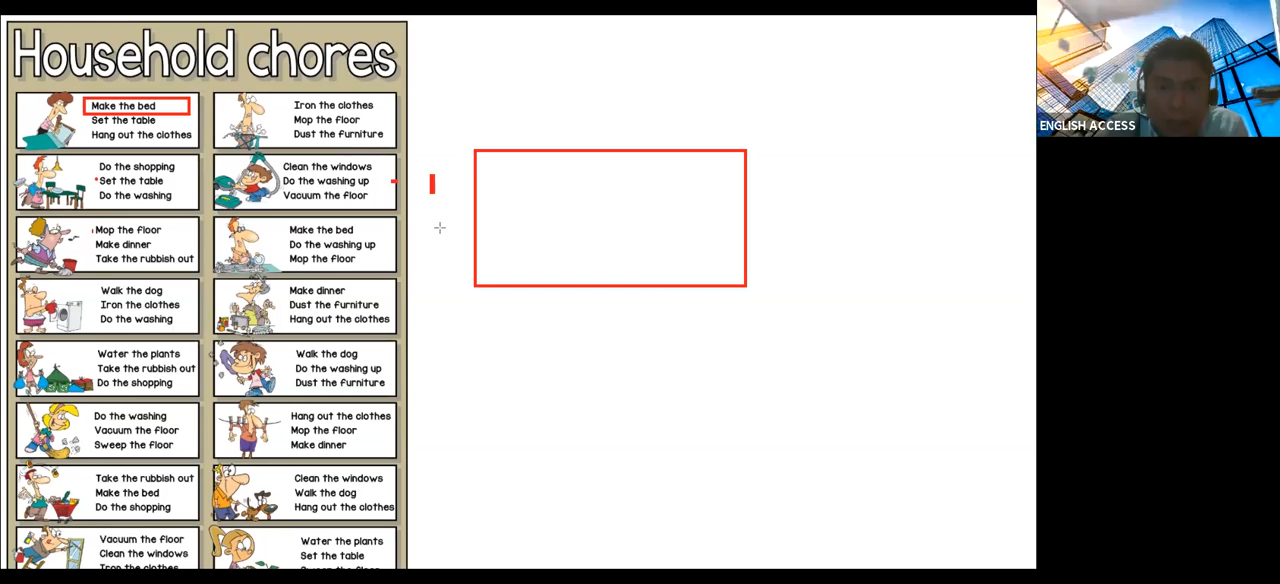 Household chores
Make the bed
Set the table
Hang out the clothes
Do the shopping
Set the table
Do the washing
Mop the floor
Make dinner
Take the rubbish out
Walk the dog
Iron the clothes
Do the washing
Water the plants
Take the rubbish out
Do the shopping
Do the washing
Vacuum the floor
Sweep the floor
Take the rubbish out
Make the bed
Do the shopping
Vacuum the floor
Clean the windows
Iron the clothes
Iron the clothes
Mop the floor
Dust the furniture
Clean the windows
Do the washing up
Vacuum the floor
Make the bed
Do the washing up
Mop the floor
Make dinner
Dust the furniture
Hang out the clothes
Walk the dog
Do the washing up
Dust the furniture
Hang out the clothes
Mop the floor
Make dinner
Clean the windows
Walk the dog
Hang out the clothes
Water the plants
Set the table
Sweep the floor
ENGLISH ACCESS